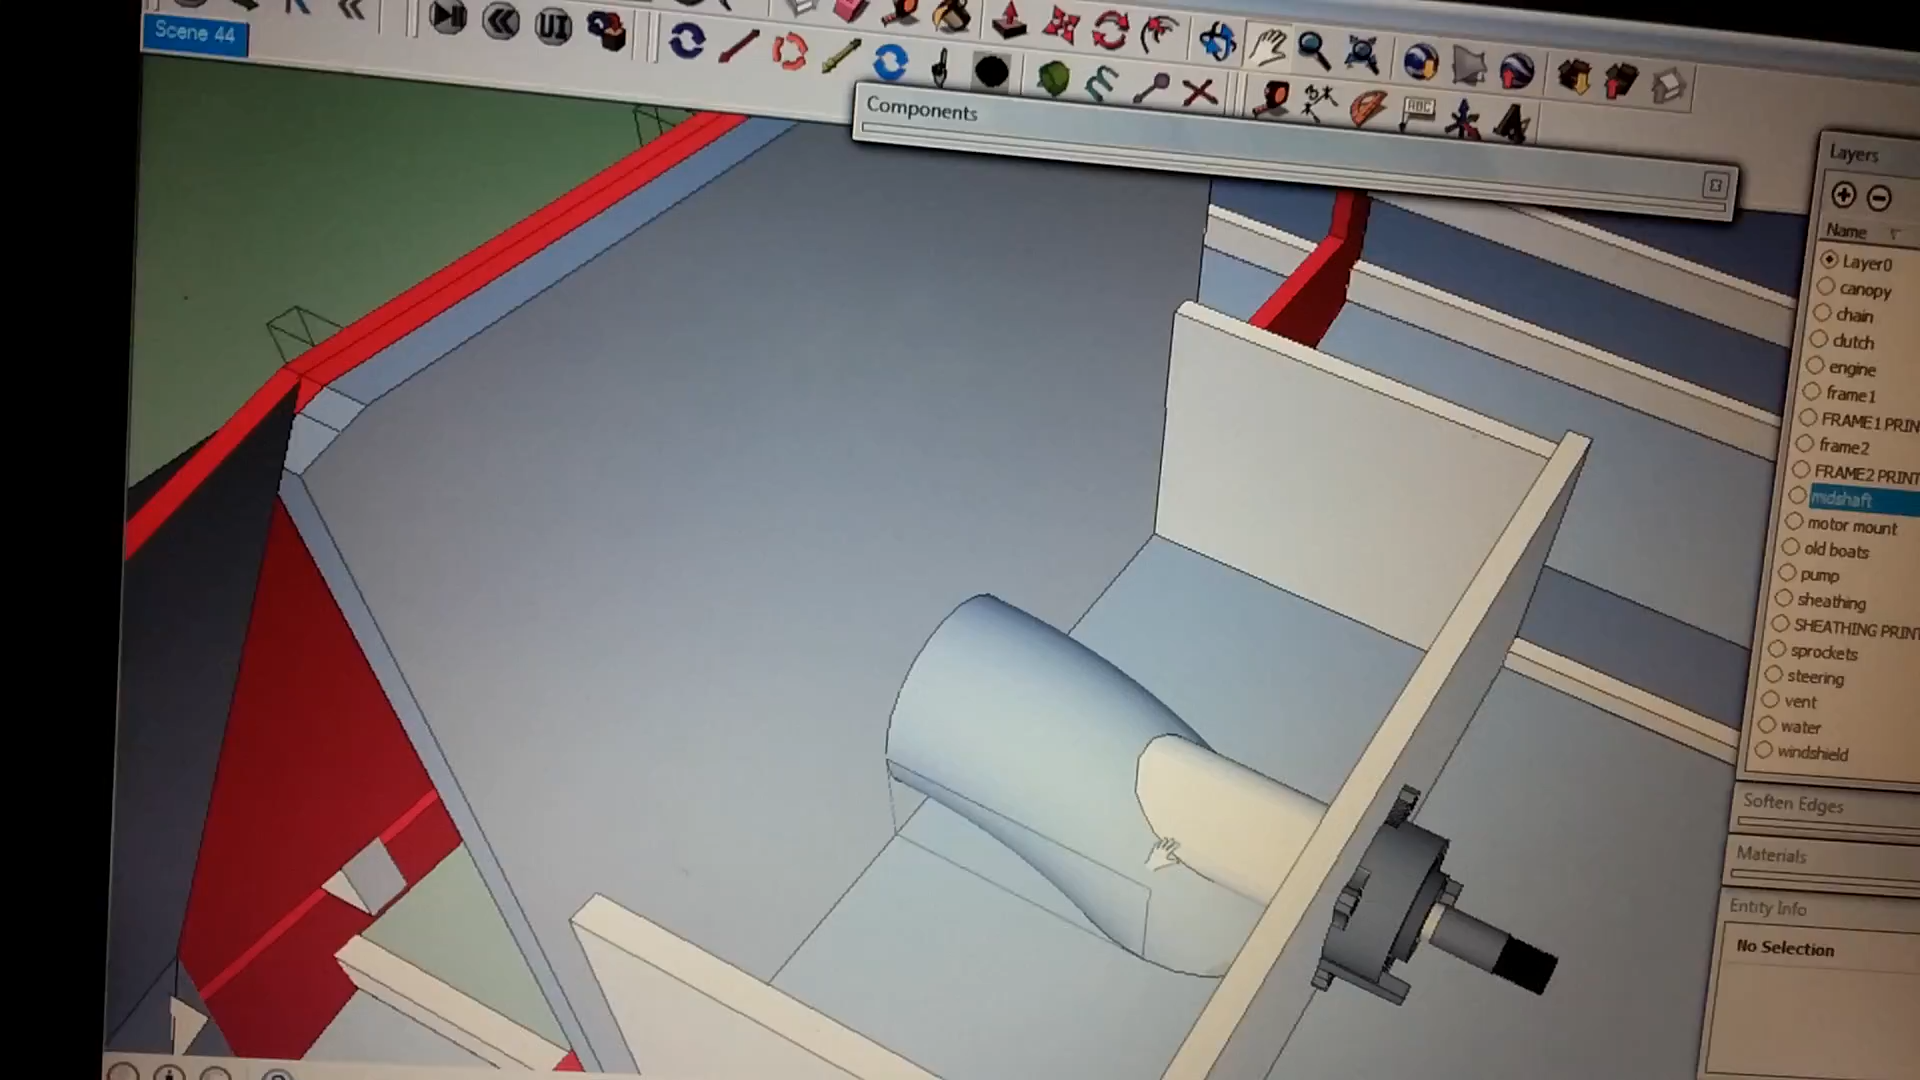 Scene 44
UI
Components
ABC
Layers
Name
Layer0
canopy
chain
clutch
engine
frame1
FRAME1 PRIN
frame2
FRAME2 PRINT
midshaft
motor mount
old boats
pump
sheathing
SHEATHING PRINT
sprockets
steering
vent
water
windshield
Soften Edges
Materials
Entity Info
No Selection